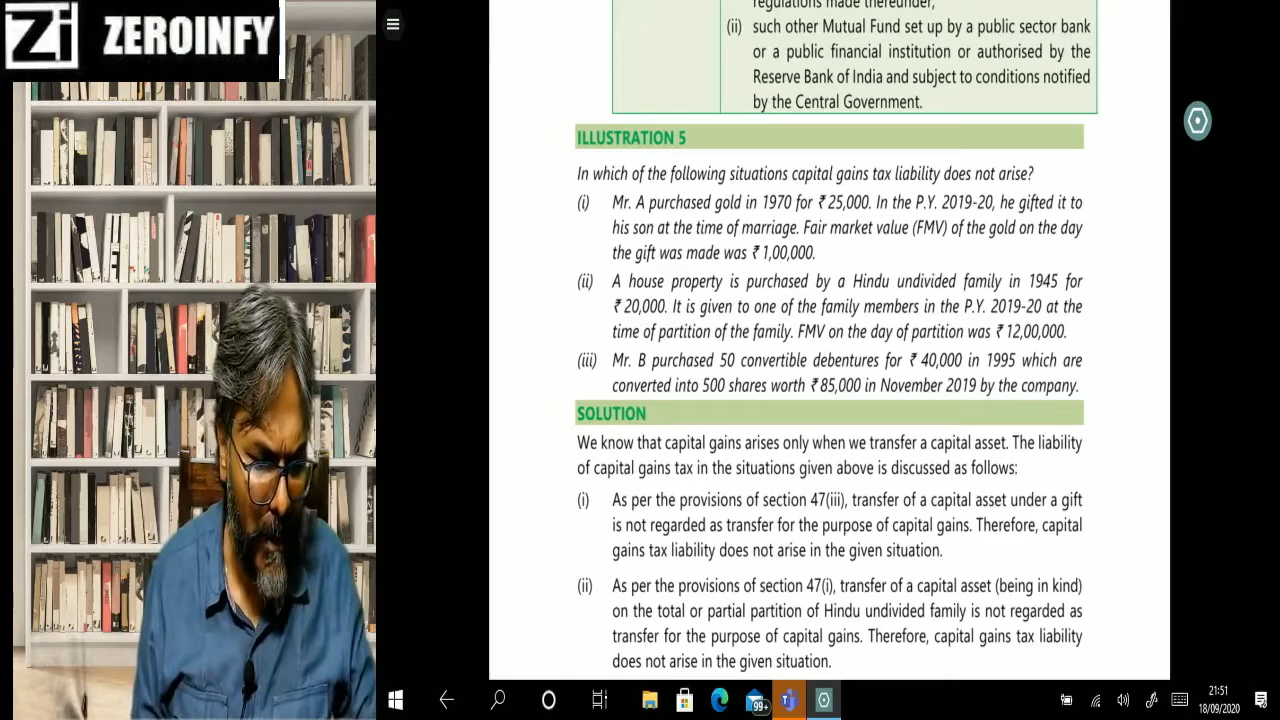 Zi ZEROINFY
regulations made thereunder;
(ii) such other Mutual Fund set up by a public sector bank
or a public financial institution or authorised by the
Reserve Bank of India and subject to conditions notified
by the Central Government.
ILLUSTRATION 5
In which of the following situations capital gains tax liability does not arise?
(i) Mr. A purchased gold in 1970 for ₹ 25,000. In the P.Y. 2019-20, he gifted it to
his son at the time of marriage. Fair market value (FMV) of the gold on the day
the gift was made was ₹ 1,00,000.
(ii) A house property is purchased by a Hindu undivided family in 1945 for
₹ 20,000. It is given to one of the family members in the P.Y. 2019-20 at the
time of partition of the family. FMV on the day of partition was ₹ 12,00,000.
(iii) Mr. B purchased 50 convertible debentures for ₹ 40,000 in 1995 which are
converted into 500 shares worth ₹ 85,000 in November 2019 by the company.
SOLUTION
We know that capital gains arises only when we transfer a capital asset. The liability
of capital gains tax in the situations given above is discussed as follows:
(i) As per the provisions of section 47(iii), transfer of a capital asset under a gift
is not regarded as transfer for the purpose of capital gains. Therefore, capital
gains tax liability does not arise in the given situation.
(ii) As per the provisions of section 47(i), transfer of a capital asset (being in kind)
on the total or partial partition of Hindu undivided family is not regarded as
transfer for the purpose of capital gains. Therefore, capital gains tax liability
does not arise in the given situation.
99+
21:51
18/09/2020